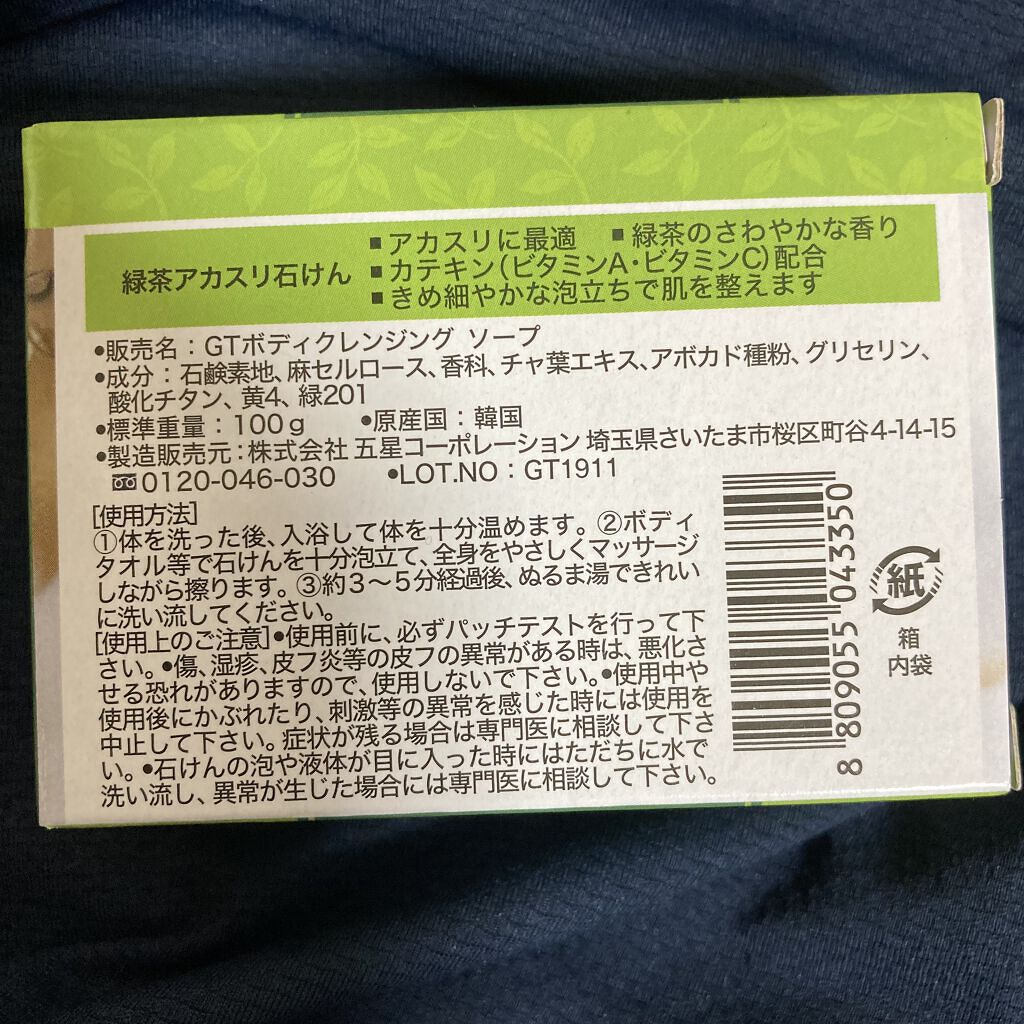 緑茶アカスリ石けん
■アカスリに最適 ■緑茶のさわやかな香り
■カテキン(ビタミンA・ビタミンC)配合
■きめ細やかな泡立ちで肌を整えます
●販売名：GTボディクレンジング ソープ
●成分：石鹸素地、麻セルロース、香科、チャ葉エキス、アボカド種粉、グリセリン、
酸化チタン、黄4、緑201
●標準重量：100g ●原産国：韓国
●製造販売元：株式会社 五星コーポレーション 埼玉県さいたま市桜区町谷4-14-15
0120-046-030 ●LOT.NO：GT1911
[使用方法]
①体を洗った後、入浴して体を十分温めます。②ボディ
タオル等で石けんを十分泡立て、全身をやさしくマッサージ
しながら擦ります。③約3〜5分経過後、ぬるま湯できれい
に洗い流してください。
[使用上のご注意]●使用前に、必ずパッチテストを行って下
さい。●傷、湿疹、皮フ炎等の皮フの異常がある時は、悪化さ
せる恐れがありますので、使用しないで下さい。●使用中や
使用後にかぶれたり、刺激等の異常を感じた時には使用を
中止して下さい。症状が残る場合は専門医に相談して下さ
い。●石けんの泡や液体が目に入った時にはただちに水で
洗い流し、異常が生じた場合には専門医に相談して下さい。
8 809055 043350
紙
箱
内袋